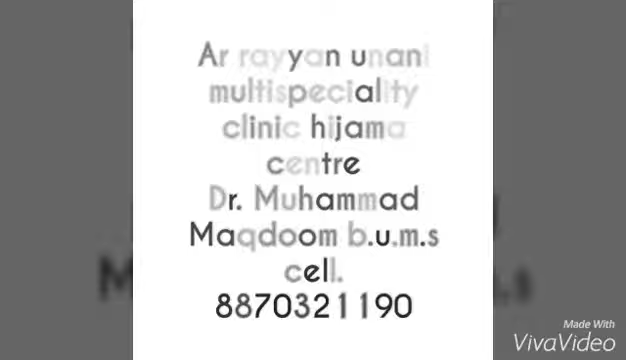 Ar rayyan unani
multispeciality
clinic hijama
centre
Dr. Muhammad
Maqdoom b.u.m.s
cell.
8870321190
Made With
VivaVideo